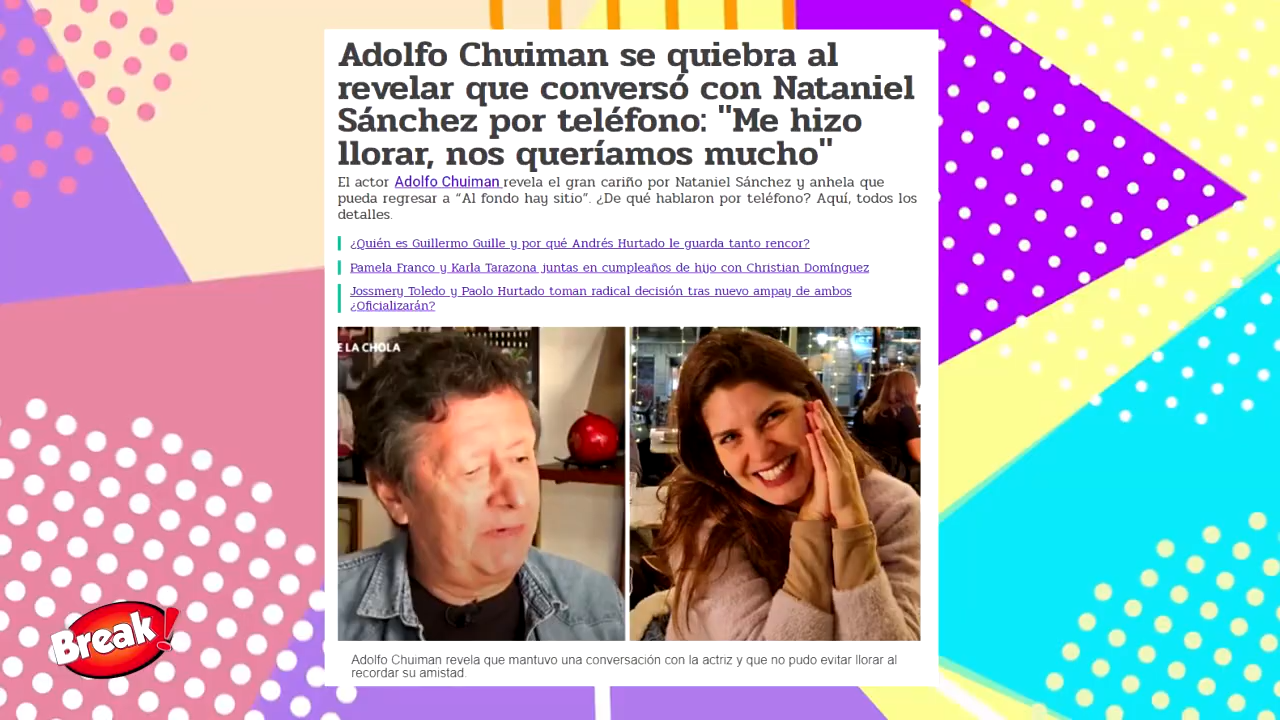 Adolfo Chuiman se quiebra al
revelar que conversó con Nataniel
Sánchez por teléfono: "Me hizo
llorar, nos queríamos mucho"
El actor Adolfo Chuiman revela el gran cariño por Nataniel Sánchez y anhela que
pueda regresar a “Al fondo hay sitio”. ¿De qué hablaron por teléfono? Aquí, todos los
detalles.
¿Quién es Guillermo Guille y por qué Andrés Hurtado le guarda tanto rencor?
Pamela Franco y Karla Tarazona juntas en cumpleaños de hijo con Christian Domínguez
Jossmery Toledo y Paolo Hurtado toman radical decisión tras nuevo ampay de ambos
¿Oficializarán?
E LA CHOLA
Break!
Adolfo Chuiman revela que mantuvo una conversación con la actriz y que no pudo evitar llorar al
recordar su amistad.